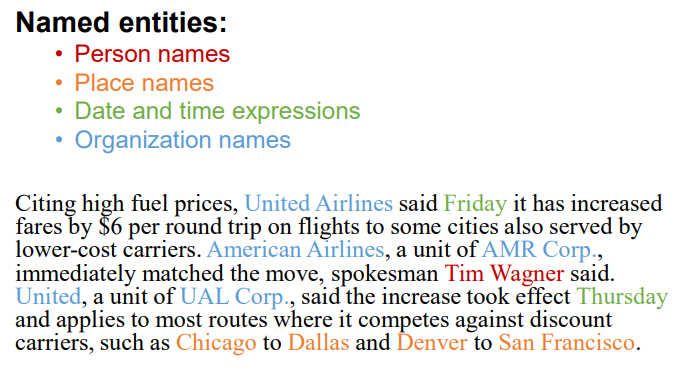 Named entities:
• Person names
• Place names
• Date and time expressions
• Organization names
Citing high fuel prices, United Airlines said Friday it has increased
fares by $6 per round trip on flights to some cities also served by
lower-cost carriers. American Airlines, a unit of AMR Corp.,
immediately matched the move, spokesman Tim Wagner said.
United, a unit of UAL Corp., said the increase took effect Thursday
and applies to most routes where it competes against discount
carriers, such as Chicago to Dallas and Denver to San Francisco.